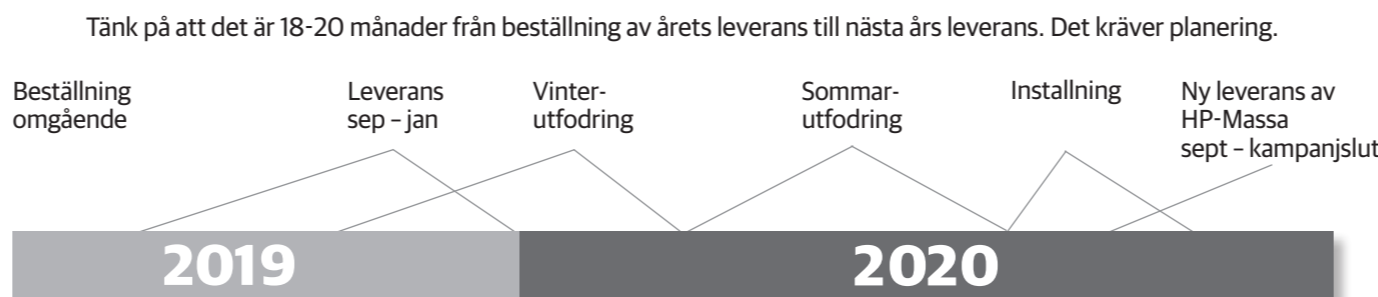 Tänk på att det är 18-20 månader från beställning av årets leverans till nästa års leverans. Det kräver planering.
Beställning
omgående
Leverans
sep – jan
Vinter-
utfodring
Sommar-
utfodring
Installning
Ny leverans av
HP-Massa
sept – kampanjslut
2019
2020